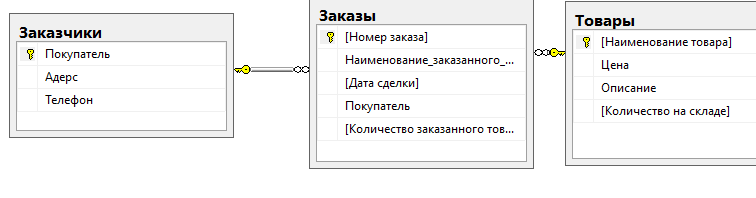 Заказчики
Покупатель
Адерс
Телефон
Заказы
[Номер заказа]
Наименование_заказанного_...
[Дата сделки]
Покупатель
[Количество заказанного тов...
Товары
[Наименование товара]
Цена
Описание
[Количество на складе]